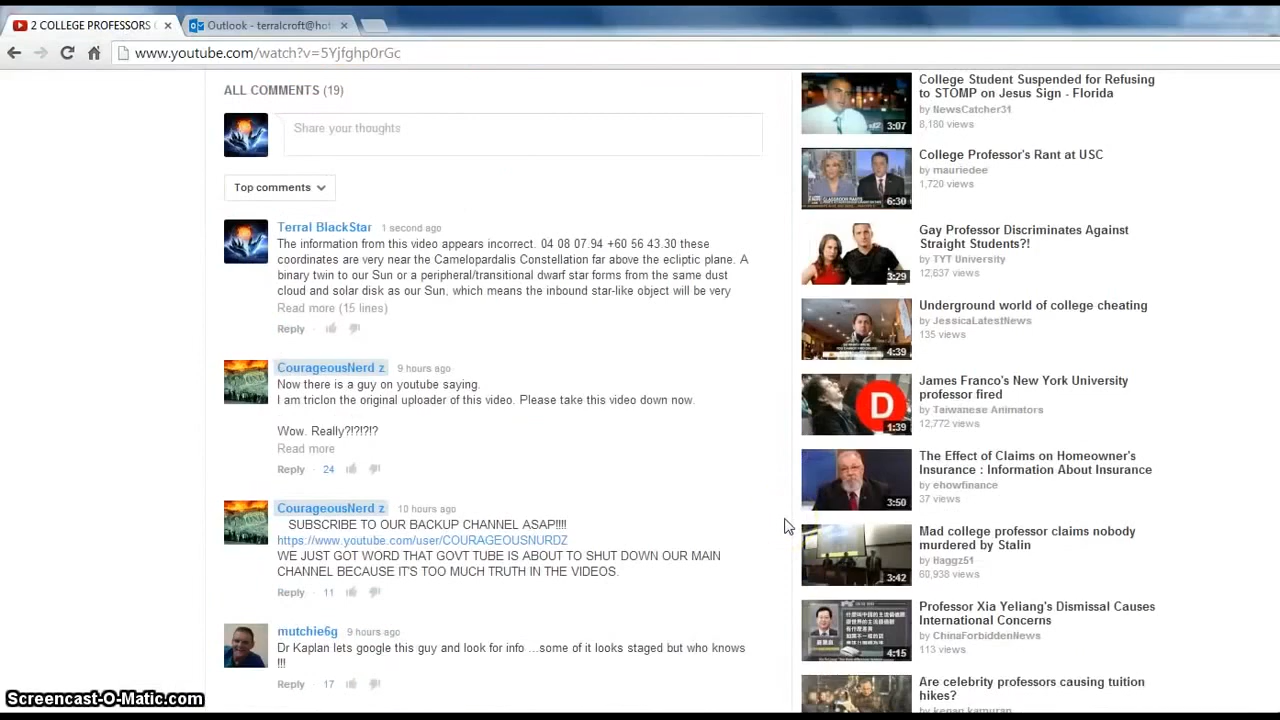 2 COLLEGE PROFESSORS
Outlook - terralcroft@hot
www.youtube.com/watch?v=5Yjfghp0rGc
ALL COMMENTS (19)
Share your thoughts
Top comments
Terral BlackStar 1 second ago
The information from this video appears incorrect. 04 08 07.94 +60 56 43.30 these
coordinates are very near the Camelopardalis Constellation far above the ecliptic plane. A
binary twin to our Sun or a peripheral/transitional dwarf star forms from the same dust
cloud and solar disk as our Sun, which means the inbound star-like object will be very
Read more (15 lines)
Reply
CourageousNerd z 9 hours ago
Now there is a guy on youtube saying.
I am triclon the original uploader of this video. Please take this video down now.
Wow. Really?!?!?!?
Read more
Reply · 24
CourageousNerd z 10 hours ago
SUBSCRIBE TO OUR BACKUP CHANNEL ASAP!!!!
https://www.youtube.com/user/COURAGEOUSNURDZ
WE JUST GOT WORD THAT GOVT TUBE IS ABOUT TO SHUT DOWN OUR MAIN
CHANNEL BECAUSE IT'S TOO MUCH TRUTH IN THE VIDEOS.
Reply · 11
mutchie6g 9 hours ago
Dr Kaplan lets google this guy and look for info ...some of it looks staged but who knows
!!!
Reply · 17
College Student Suspended for Refusing
to STOMP on Jesus Sign - Florida
by NewsCatcher31
8,180 views
3:07
College Professor's Rant at USC
by mauriedee
1,720 views
6:30
Gay Professor Discriminates Against
Straight Students?!
by TYT University
12,637 views
3:29
Underground world of college cheating
by JessicaLatestNews
135 views
4:39
James Franco's New York University
professor fired
by Taiwanese Animators
12,772 views
D
1:39
The Effect of Claims on Homeowner's
Insurance : Information About Insurance
by ehowfinance
37 views
3:50
Mad college professor claims nobody
murdered by Stalin
by Haggz51
60,938 views
3:42
Professor Xia Yeliang's Dismissal Causes
International Concerns
by ChinaForbiddenNews
113 views
4:15
Are celebrity professors causing tuition
hikes?
by kenan kamuran
Screencast-O-Matic.com